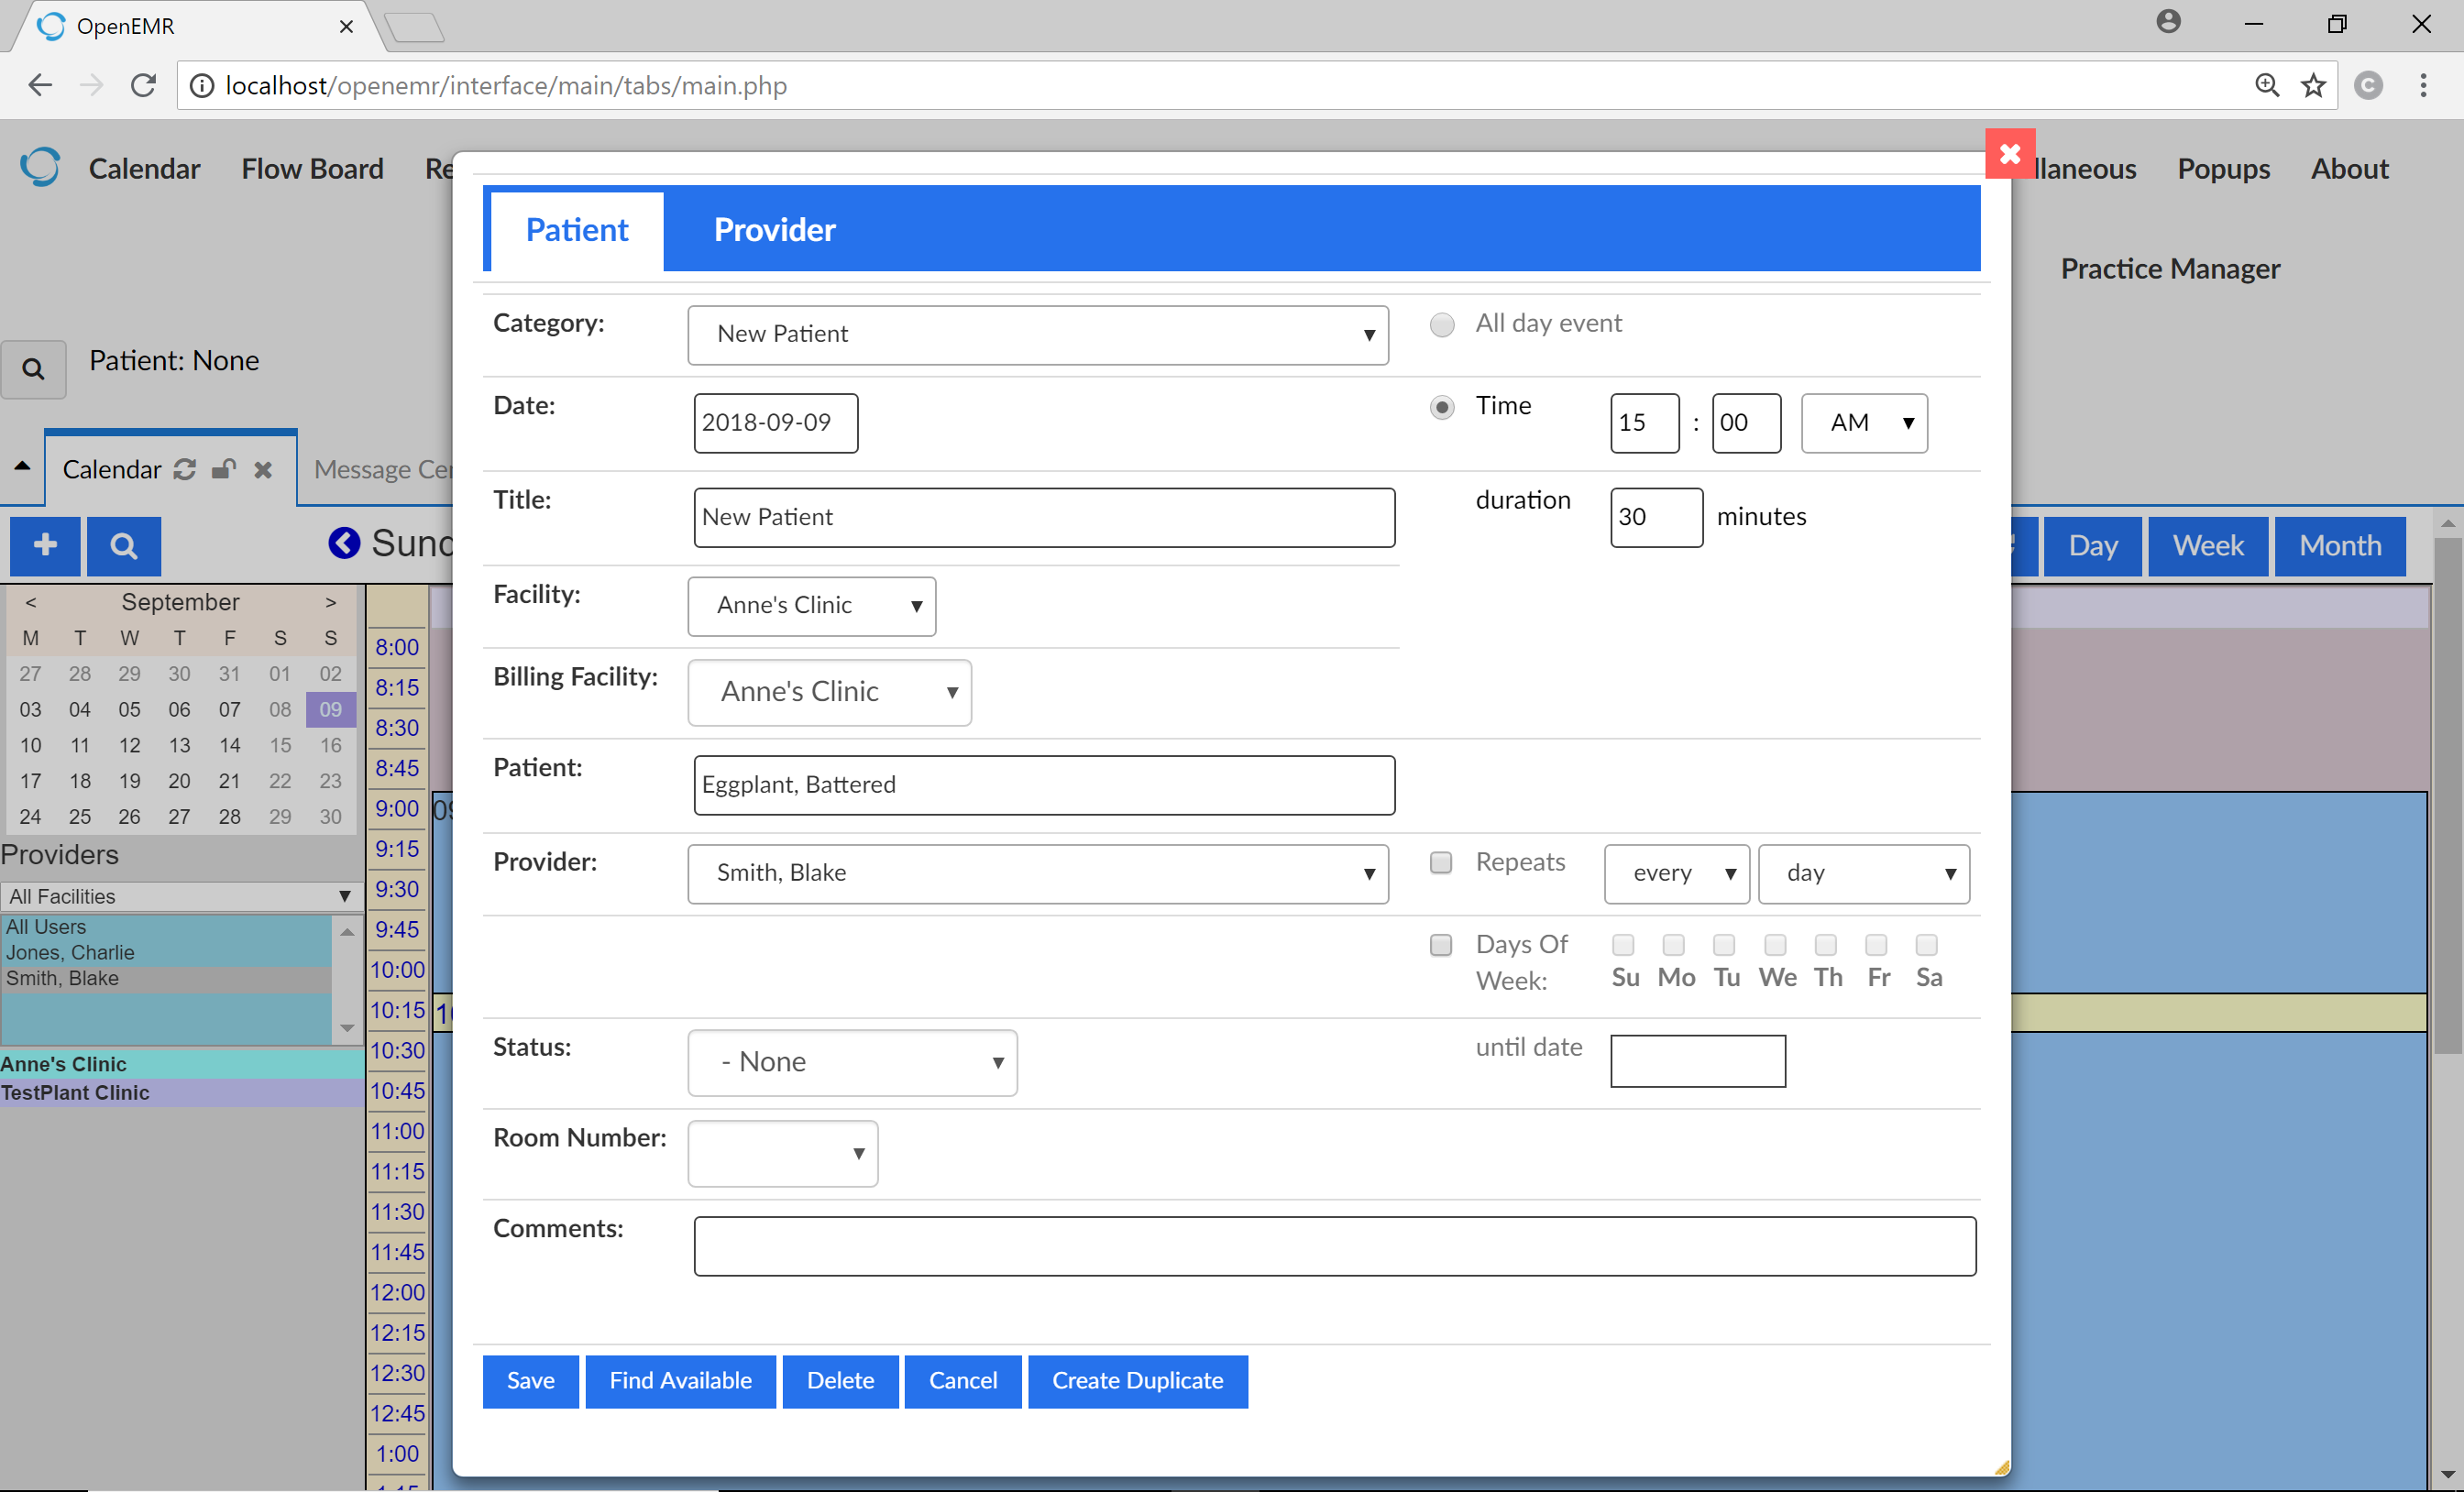 OpenEMR
localhost/openemr/interface/main/tabs/main.php
Calendar Flow Board Re
llaneous Popups About
Practice Manager
Patient: None
Calendar Message Cen
Sund
Day Week Month
< September >
M T W T F S S
27 28 29 30 31 01 02
03 04 05 06 07 08 09
10 11 12 13 14 15 16
17 18 19 20 21 22 23
24 25 26 27 28 29 30
Providers
All Facilities
All Users
Jones, Charlie
Smith, Blake
Anne's Clinic
TestPlant Clinic
8:00
8:15
8:30
8:45
9:00 09
9:15
9:30
9:45
10:00
10:15 10
10:30
10:45
11:00
11:15
11:30
11:45
12:00
12:15
12:30
12:45
1:00
1:15
Patient Provider
Category: New Patient All day event
Date: 2018-09-09 Time 15 : 00 AM
Title: New Patient duration 30 minutes
Facility: Anne's Clinic
Billing Facility: Anne's Clinic
Patient: Eggplant, Battered
Provider: Smith, Blake Repeats every day
Days Of
Week: Su Mo Tu We Th Fr Sa
Status: - None until date
Room Number:
Comments:
Save Find Available Delete Cancel Create Duplicate